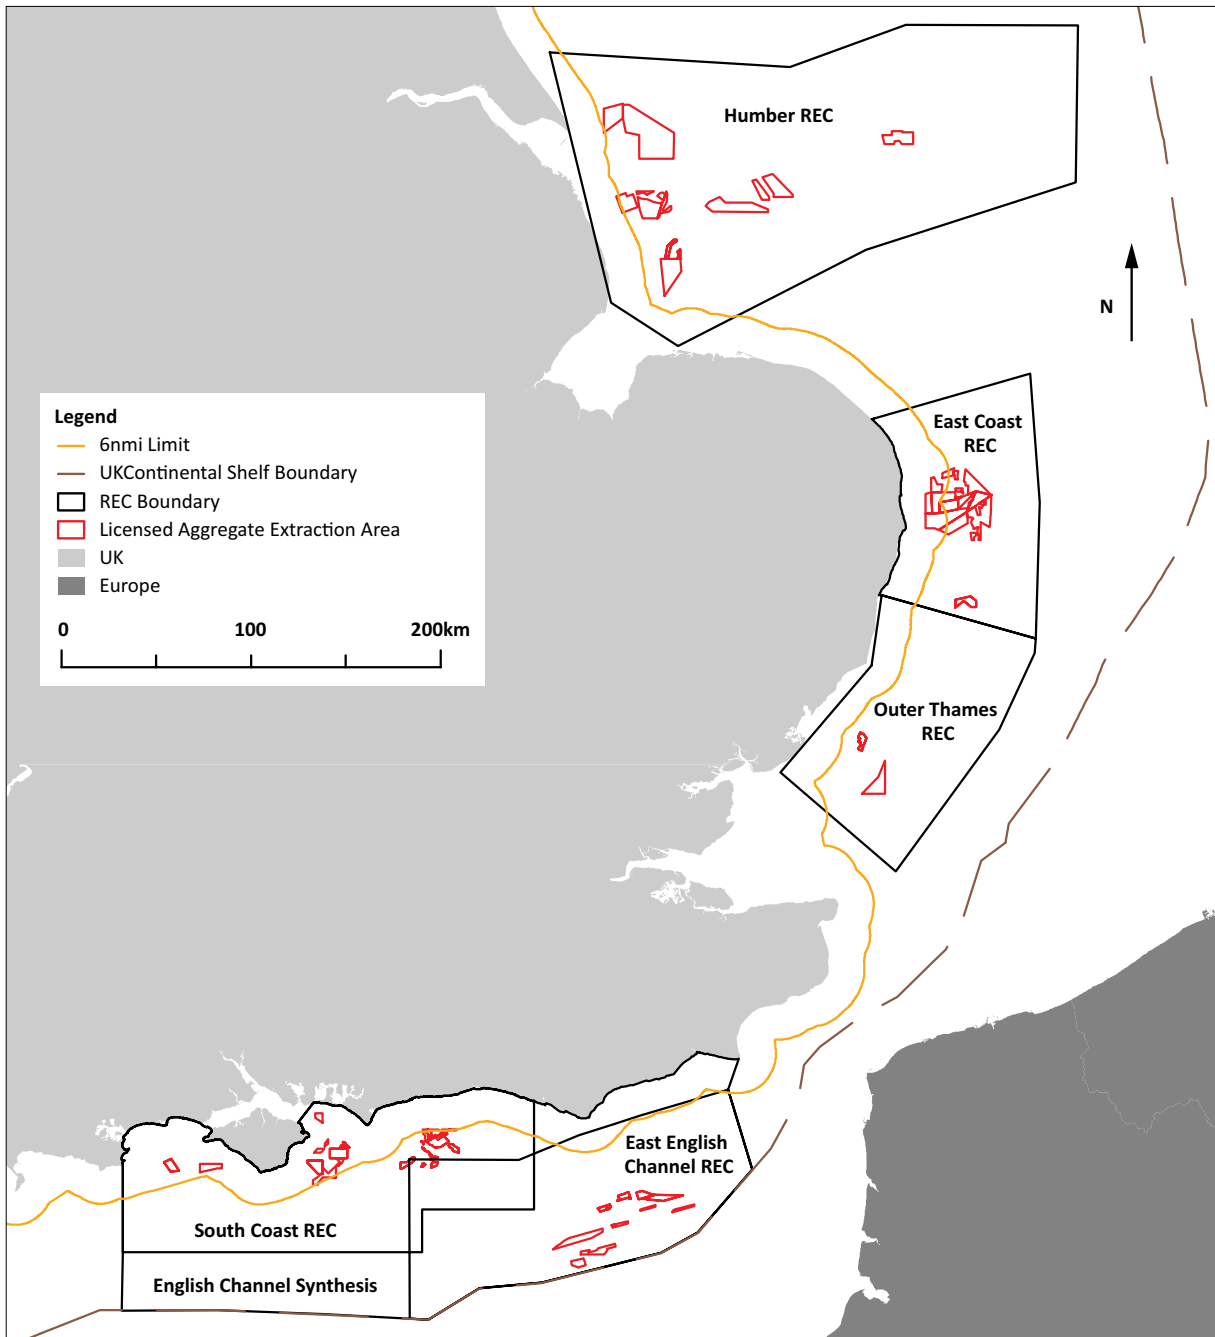 Humber REC
N
East Coast
REC
Legend
6nmi Limit
UKContinental Shelf Boundary
REC Boundary
Licensed Aggregate Extraction Area
UK
Europe
0 100 200km
Outer Thames
REC
East English
Channel REC
South Coast REC
English Channel Synthesis